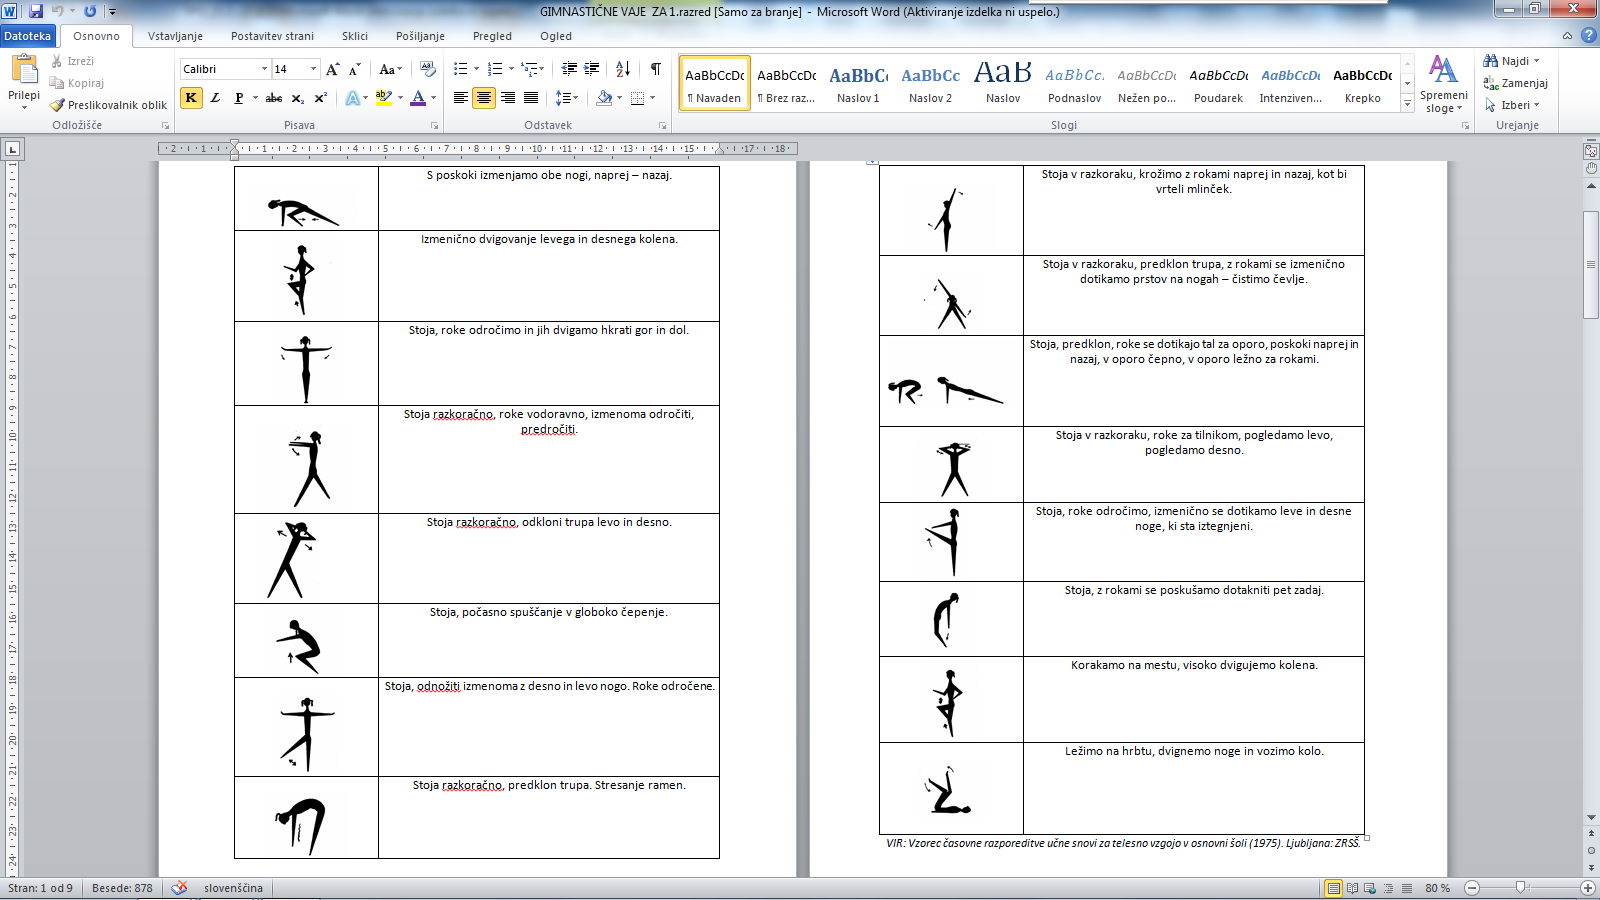 GIMNASTIČNE VAJE  ZA 1.razred [Samo za branje]  -  Microsoft Word (Aktiviranje izdelka ni uspelo.)
Datoteka Osnovno Vstavljanje Postavitev strani Sklici Pošiljanje Pregled Ogled
Prilepi
Izreži
Kopiraj
Preslikovalnik oblik
Odložišče
Calibri 14
K L P abc x₂ x²
Pisava
Odstavek
AaBbCcDc AaBbCcDc AaBbCc AaBbCc AaB AaBbCc. AaBbCcDc AaBbCcDc AaBbCcDc AaBbCcDc
¶ Navaden ¶ Brez raz... Naslov 1 Naslov 2 Naslov Podnaslov Nežen po... Poudarek Intenziven... Krepko
Slogi
Spremeni
sloge
Najdi
Zamenjaj
Izberi
Urejanje
S poskoki izmenjamo obe nogi, naprej – nazaj.
Izmenično dvigovanje levega in desnega kolena.
Stoja, roke odročimo in jih dvigamo hkrati gor in dol.
Stoja razkoračno, roke vodoravno, izmenoma odročiti,
predročiti.
Stoja razkoračno, odkloni trupa levo in desno.
Stoja, počasno spuščanje v globoko čepenje.
Stoja, odnožiti izmenoma z desno in levo nogo. Roke odročene.
Stoja razkoračno, predklon trupa. Stresanje ramen.
Stoja v razkoraku, krožimo z rokami naprej in nazaj, kot bi
vrteli mlinček.
Stoja v razkoraku, predklon trupa, z rokami se izmenično
dotikamo prstov na nogah – čistimo čevlje.
Stoja, predklon, roke se dotikajo tal za oporo, poskoki naprej in
nazaj, v oporo čepno, v oporo ležno za rokami.
Stoja v razkoraku, roke za tilnikom, pogledamo levo,
pogledamo desno.
Stoja, roke odročimo, izmenično se dotikamo leve in desne
noge, ki sta iztegnjeni.
Stoja, z rokami se poskušamo dotakniti pet zadaj.
Korakamo na mestu, visoko dvigujemo kolena.
Ležimo na hrbtu, dvignemo noge in vozimo kolo.
VIR: Vzorec časovne razporeditve učne snovi za telesno vzgojo v osnovni šoli (1975). Ljubljana: ZRSŠ.
Stran: 1 od 9 Besede: 878 slovenščina 80 %